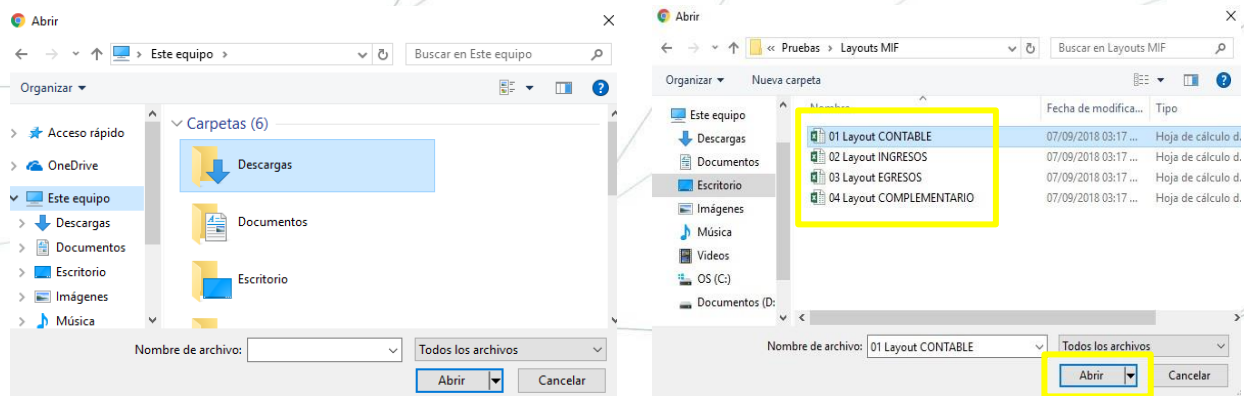 Abrir
Este equipo
Buscar en Este equipo
Organizar
Acceso rápido
OneDrive
Este equipo
Descargas
Documentos
Escritorio
Imágenes
Música
Carpetas (6)
Descargas
Documentos
Escritorio
Nombre de archivo:
Todos los archivos
Abrir
Cancelar
Abrir
« Pruebas > Layouts MIF
Buscar en Layouts MIF
Organizar
Nueva carpeta
Este equipo
Descargas
Documentos
Escritorio
Imágenes
Música
Videos
OS (C:)
Documentos (D:
Nombre Fecha de modifica... Tipo
01 Layout CONTABLE 07/09/2018 03:17 ... Hoja de cálculo d.
02 Layout INGRESOS 07/09/2018 03:17 ... Hoja de cálculo d.
03 Layout EGRESOS 07/09/2018 03:17 ... Hoja de cálculo d.
04 Layout COMPLEMENTARIO 07/09/2018 03:17 ... Hoja de cálculo d.
Nombre de archivo: 01 Layout CONTABLE
Todos los archivos
Abrir
Cancelar